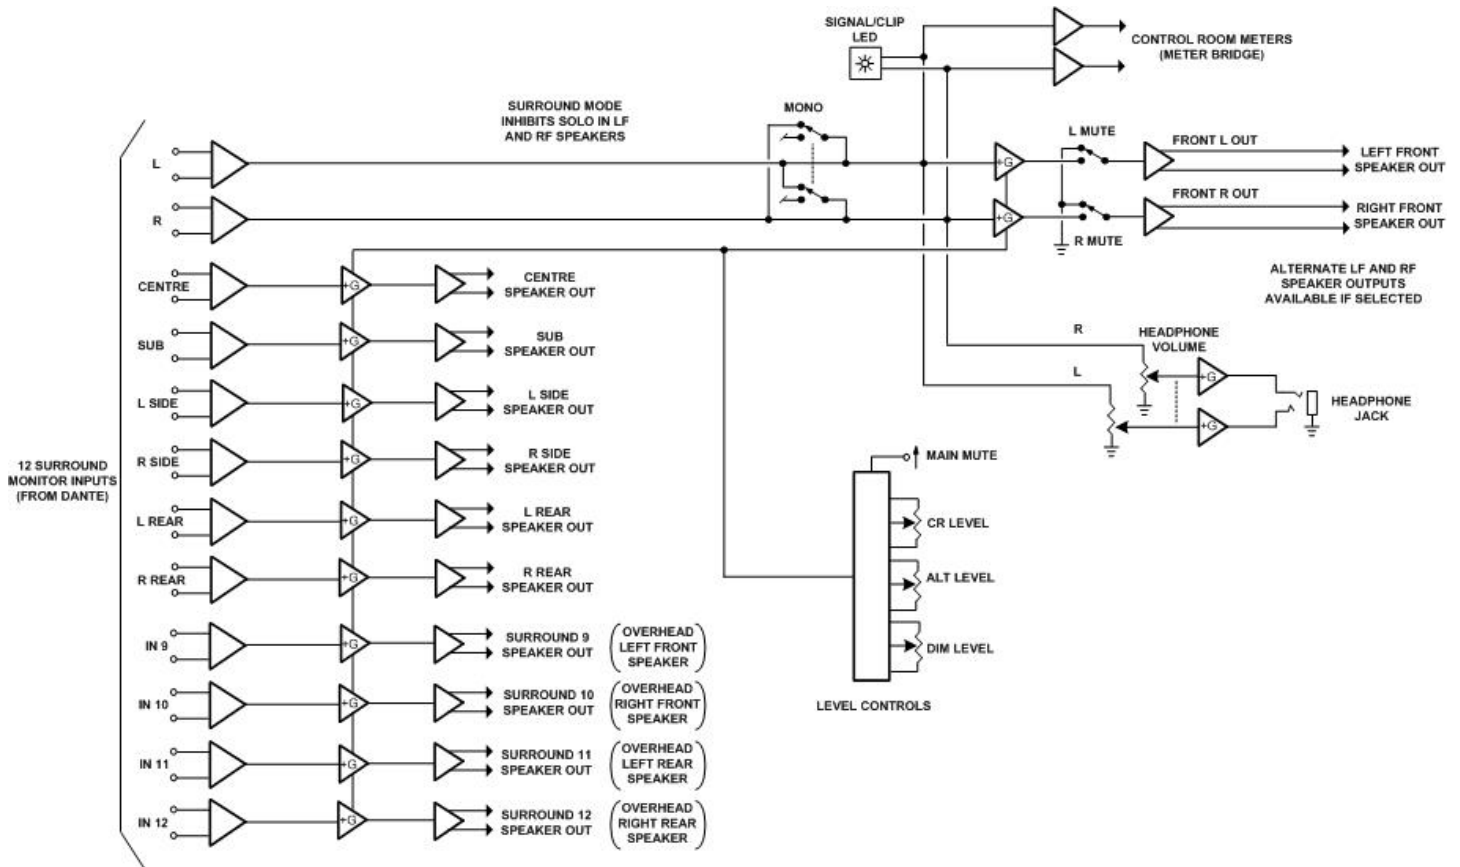 SIGNAL/CLIP
LED
CONTROL ROOM METERS
(METER BRIDGE)
SURROUND MODE
INHIBITS SOLO IN LF
AND RF SPEAKERS
MONO
L MUTE
FRONT L OUT
LEFT FRONT
SPEAKER OUT
L
+G
R
+G
FRONT R OUT
RIGHT FRONT
SPEAKER OUT
R MUTE
ALTERNATE LF AND RF
SPEAKER OUTPUTS
AVAILABLE IF SELECTED
CENTRE
+G
CENTRE
SPEAKER OUT
SUB
+G
SUB
SPEAKER OUT
L SIDE
+G
L SIDE
SPEAKER OUT
R SIDE
+G
R SIDE
SPEAKER OUT
L REAR
+G
L REAR
SPEAKER OUT
R REAR
+G
R REAR
SPEAKER OUT
IN 9
+G
SURROUND 9
SPEAKER OUT
OVERHEAD
LEFT FRONT
SPEAKER
IN 10
+G
SURROUND 10
SPEAKER OUT
OVERHEAD
RIGHT FRONT
SPEAKER
IN 11
+G
SURROUND 11
SPEAKER OUT
OVERHEAD
LEFT REAR
SPEAKER
IN 12
+G
SURROUND 12
SPEAKER OUT
OVERHEAD
RIGHT REAR
SPEAKER
12 SURROUND
MONITOR INPUTS
(FROM DANTE)
R
L
HEADPHONE
VOLUME
+G
+G
HEADPHONE
JACK
MAIN MUTE
CR LEVEL
ALT LEVEL
DIM LEVEL
LEVEL CONTROLS